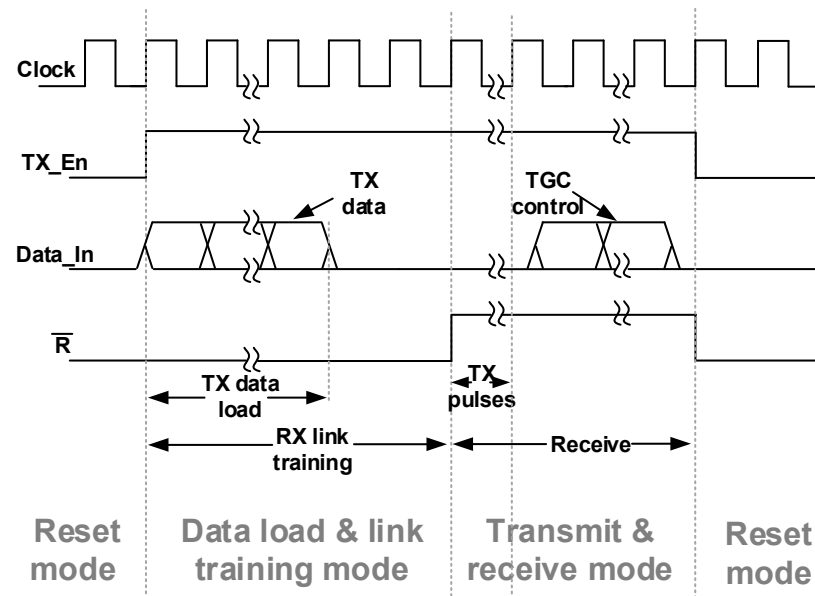 Clock
TX_En
TX
data
TGC
control
Data_In
R
TX data
load
TX
pulses
RX link
training
Receive
Reset
mode
Data load & link
training mode
Transmit &
receive mode
Reset
mode